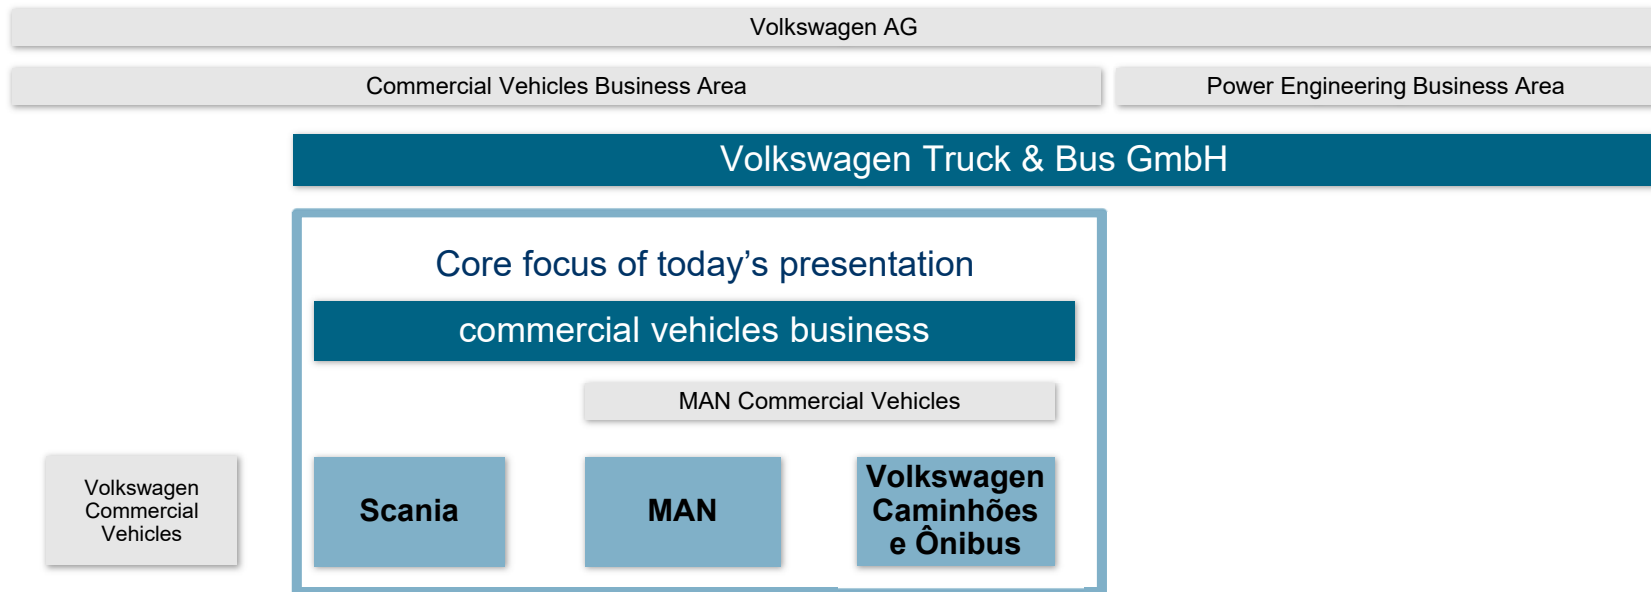 Volkswagen AG
Commercial Vehicles Business Area
Power Engineering Business Area
Volkswagen Truck & Bus GmbH
Core focus of today’s presentation
commercial vehicles business
MAN Commercial Vehicles
Volkswagen
Commercial
Vehicles
Scania
MAN
Volkswagen
Caminhões
e Ônibus